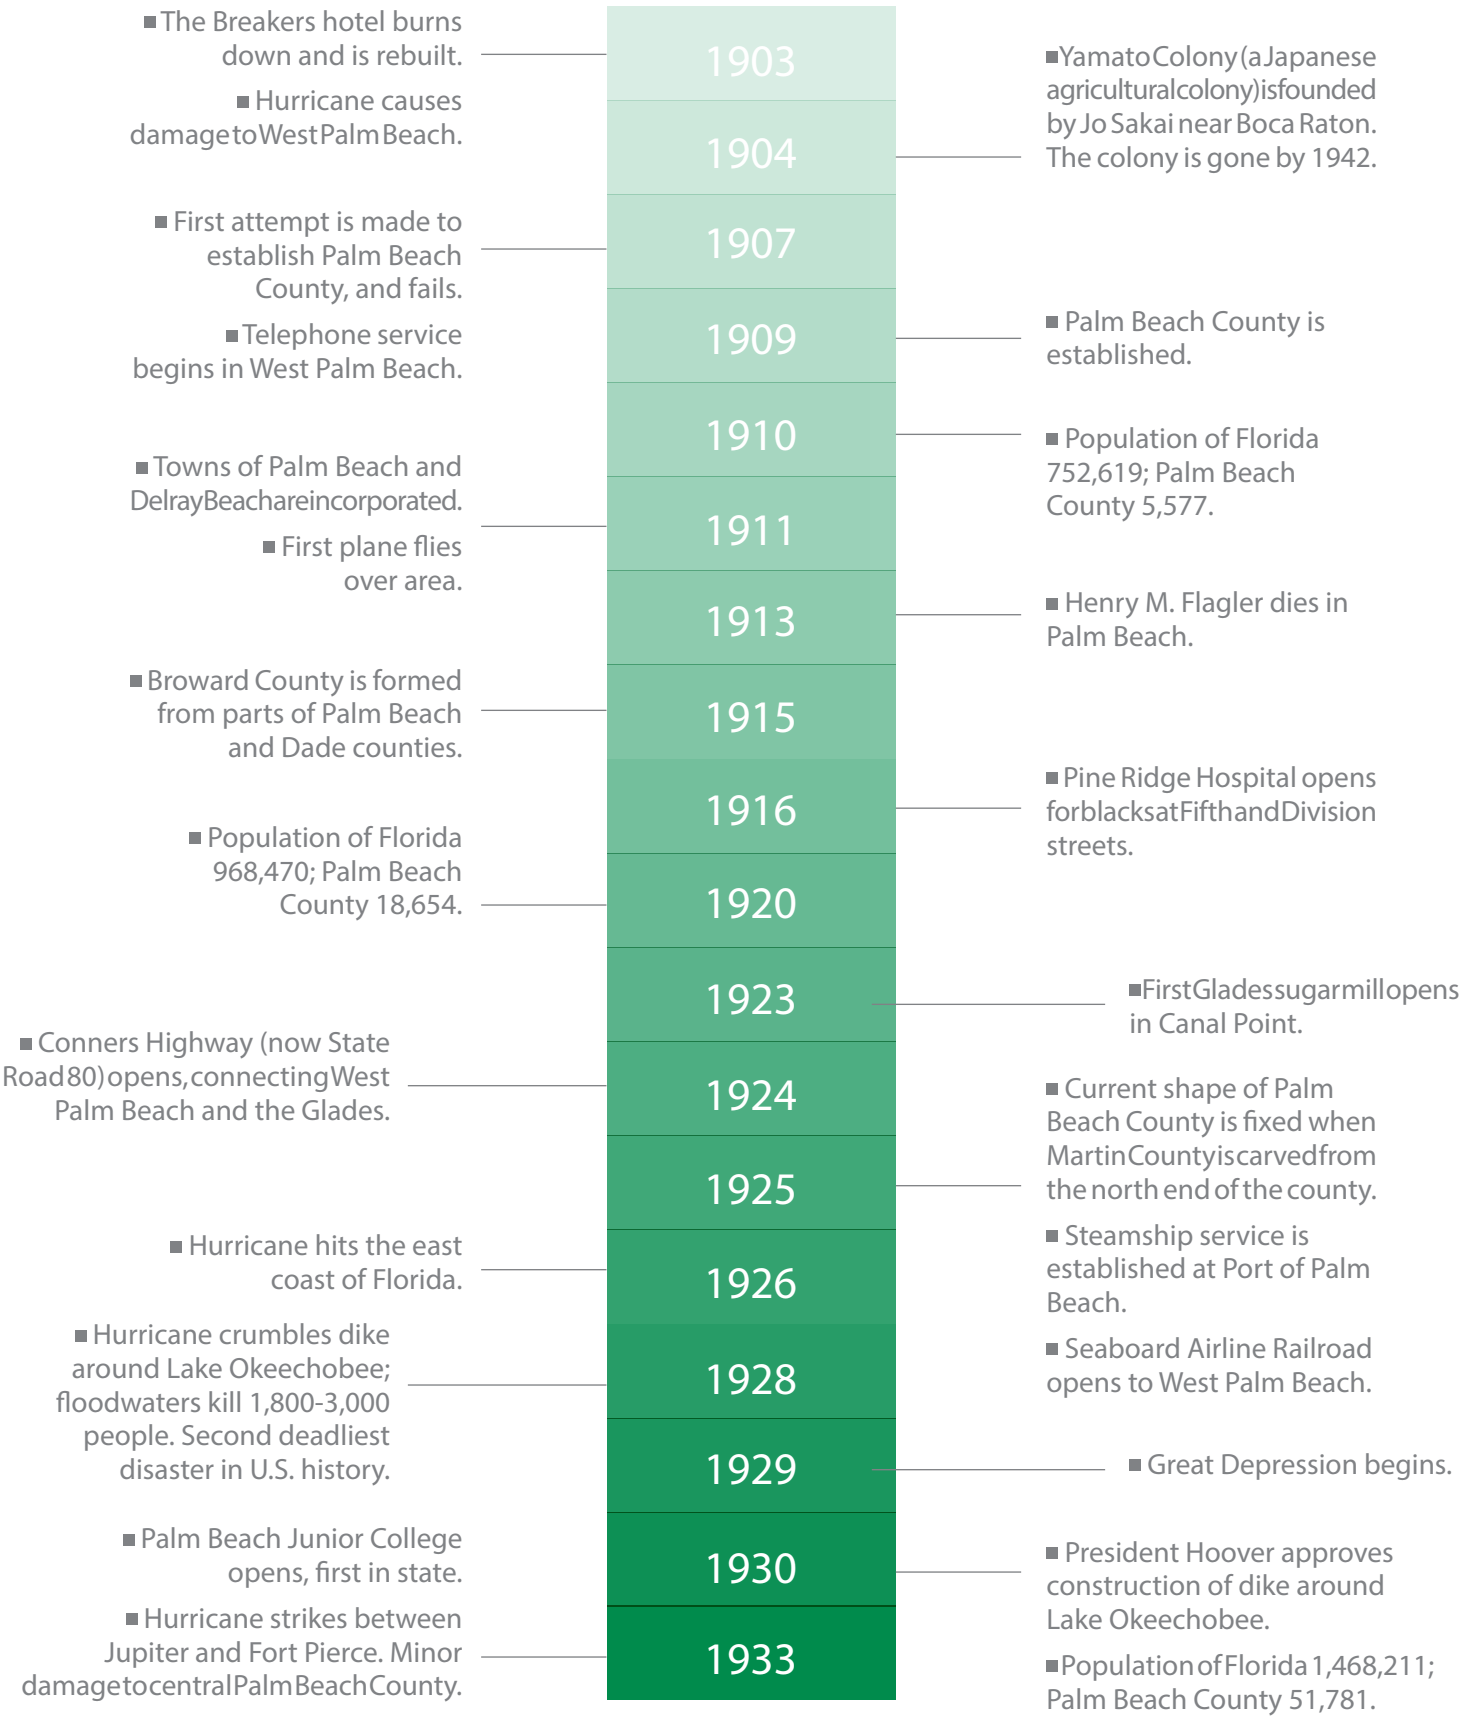 ■ The Breakers hotel burns
down and is rebuilt.
■ Hurricane causes
damage to West Palm Beach.
1903
1904
■ Yamato Colony (a Japanese
agricultural colony) is founded
by Jo Sakai near Boca Raton.
The colony is gone by 1942.
■ First attempt is made to
establish Palm Beach
County, and fails.
■ Telephone service
begins in West Palm Beach.
1907
1909
■ Palm Beach County is
established.
1910
■ Population of Florida
752,619; Palm Beach
County 5,577.
■ Towns of Palm Beach and
Delray Beach are incorporated.
■ First plane flies
over area.
1911
1913
■ Henry M. Flagler dies in
Palm Beach.
■ Broward County is formed
from parts of Palm Beach
and Dade counties.
1915
1916
■ Pine Ridge Hospital opens
for blacks at Fifth and Division
streets.
■ Population of Florida
968,470; Palm Beach
County 18,654.
1920
1923
■ First Glades sugar mill opens
in Canal Point.
■ Conners Highway (now State
Road 80) opens, connecting West
Palm Beach and the Glades.
1924
1925
■ Current shape of Palm
Beach County is fixed when
Martin County is carved from
the north end of the county.
■ Steamship service is
established at Port of Palm
Beach.
■ Seaboard Airline Railroad
opens to West Palm Beach.
■ Hurricane hits the east
coast of Florida.
1926
■ Hurricane crumbles dike
around Lake Okeechobee;
floodwaters kill 1,800-3,000
people. Second deadliest
disaster in U.S. history.
1928
1929
■ Great Depression begins.
■ Palm Beach Junior College
opens, first in state.
1930
■ President Hoover approves
construction of dike around
Lake Okeechobee.
■ Population of Florida 1,468,211;
Palm Beach County 51,781.
■ Hurricane strikes between
Jupiter and Fort Pierce. Minor
damage to central Palm Beach County.
1933